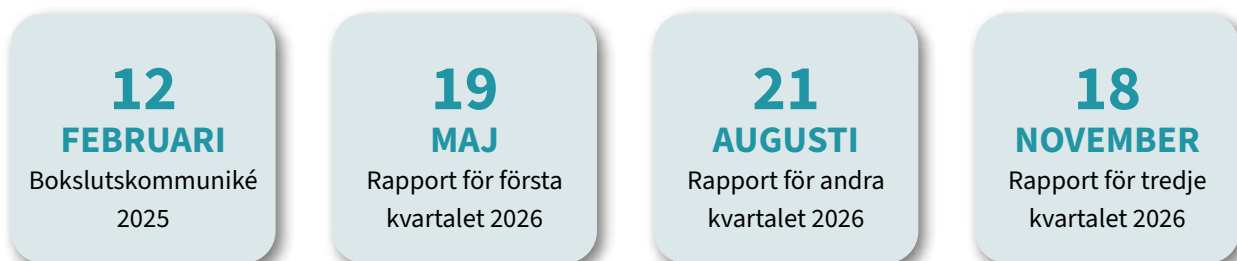 12
FEBRUARI
Bokslutskommuniké
2025
19
MAJ
Rapport för första
kvartalet 2026
21
AUGUSTI
Rapport för andra
kvartalet 2026
18
NOVEMBER
Rapport för tredje
kvartalet 2026